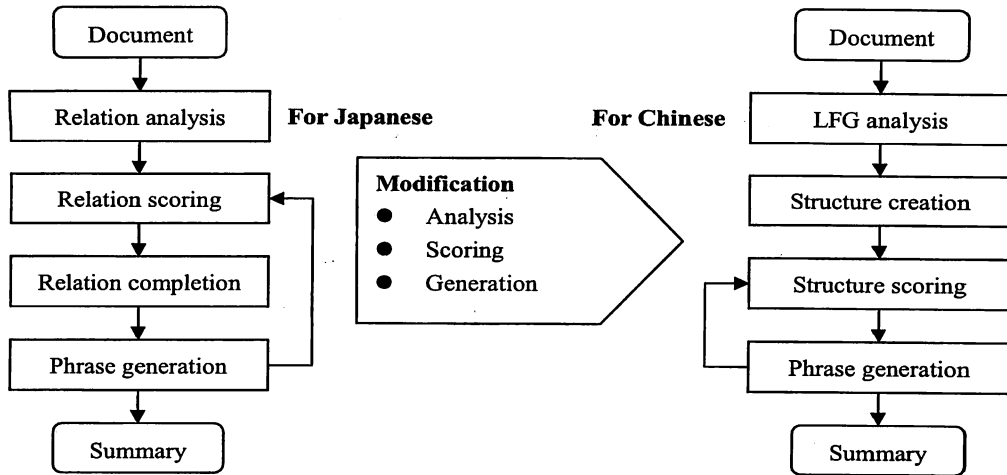 Document
Relation analysis
For Japanese
Relation scoring
Relation completion
Phrase generation
Summary
Modification
● Analysis
● Scoring
● Generation
For Chinese
Document
LFG analysis
Structure creation
Structure scoring
Phrase generation
Summary